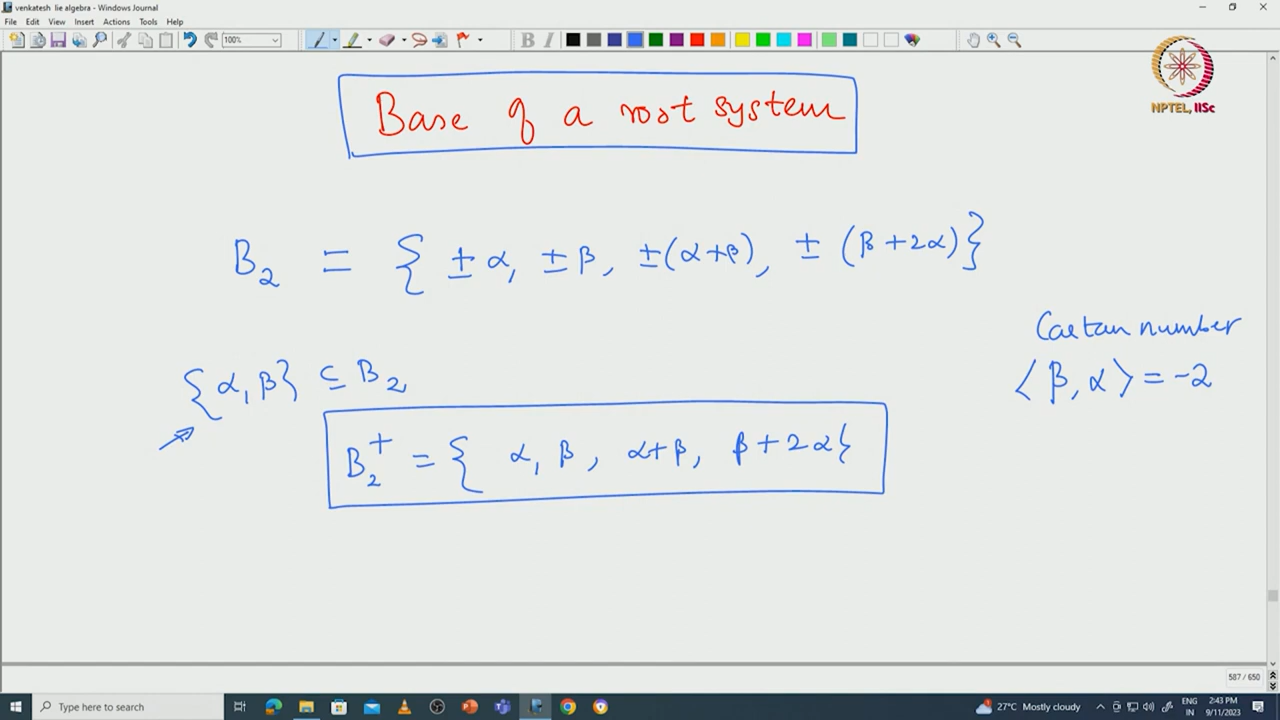 venkatesh lie algebra - Windows Journal
File Edit View Insert Actions Tools Help
100%
B I
NPTEL, IISc
Base of a root system
B₂ = { ±α, ±β, ±(α+β), ± (β+2α)}
Cartan number
{α, β} ⊆ B₂
⟨β, α⟩ = -2
B₂⁺ = { α, β, α+β, β+2α}
587 / 650
Type here to search
27°C Mostly cloudy
ENG
IN
2:43 PM
9/11/2023